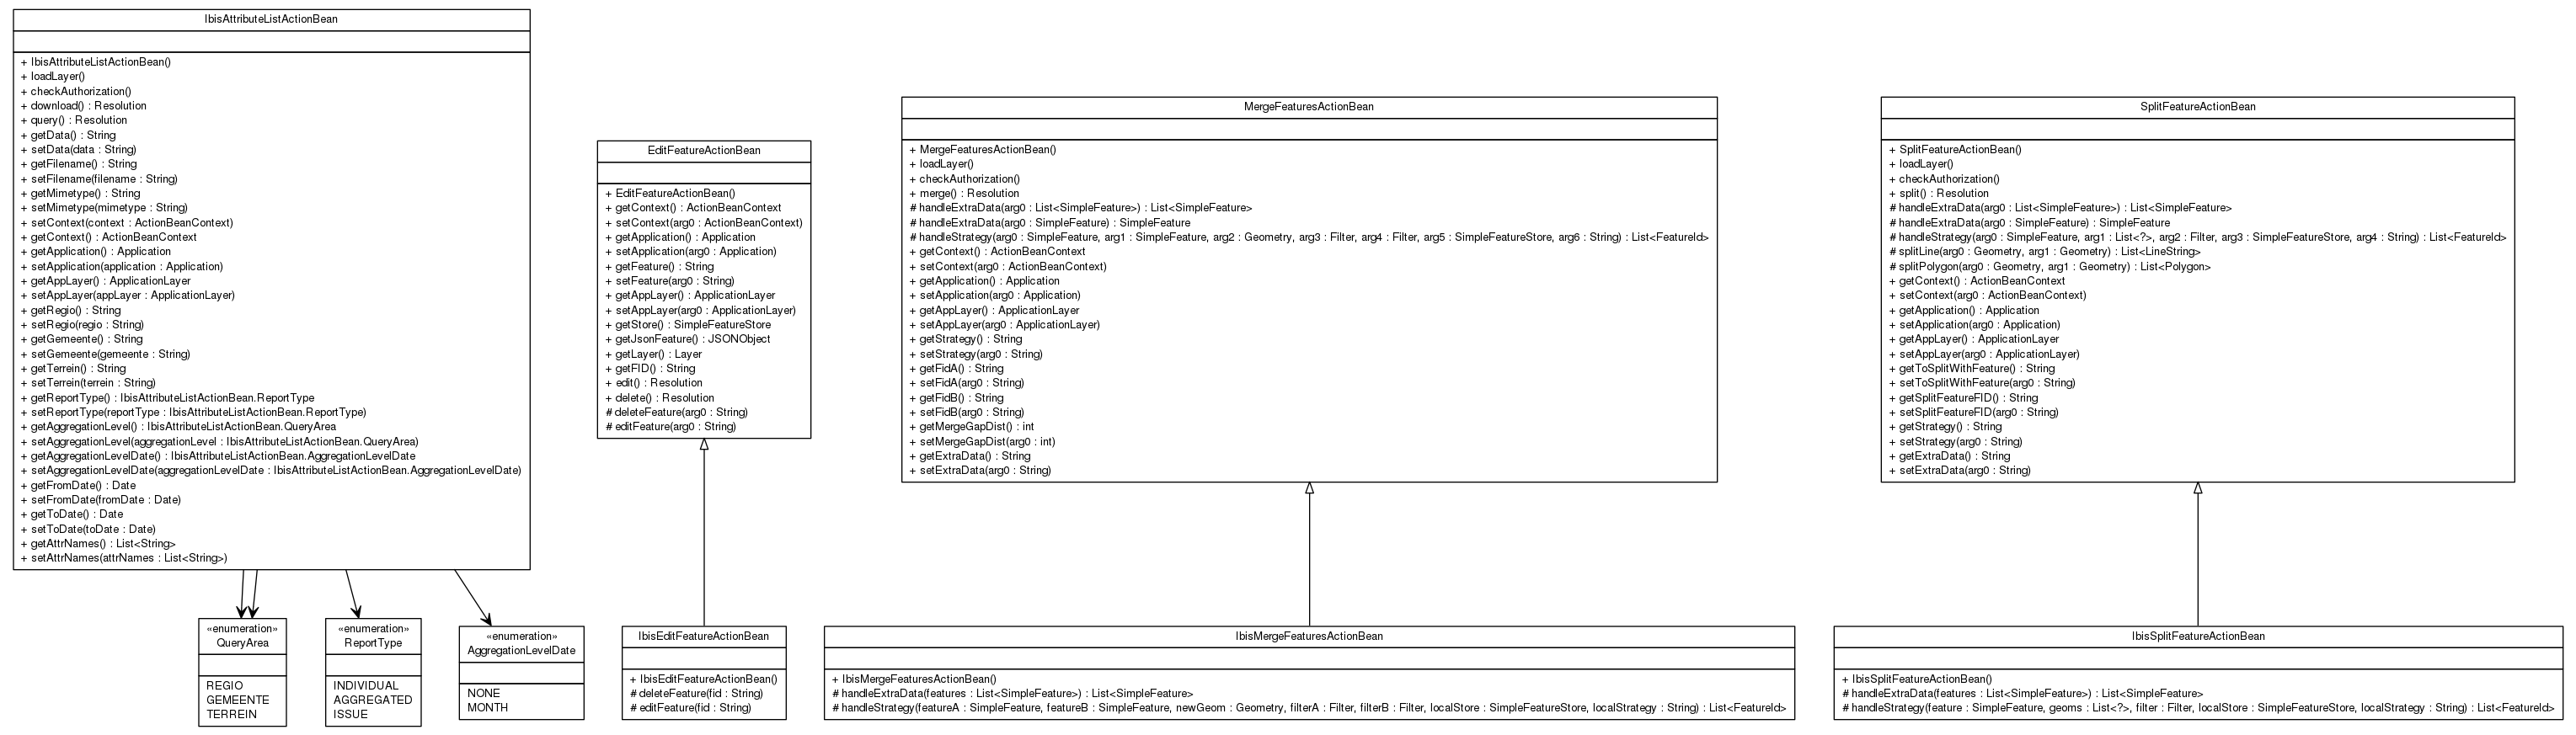 IbisAttributeListActionBean
+ IbisAttributeListActionBean()
+ loadLayer()
+ checkAuthorization()
+ download() : Resolution
+ query() : Resolution
+ getData() : String
+ setData(data : String)
+ getFilename() : String
+ setFilename(filename : String)
+ getMimetype() : String
+ setMimetype(mimetype : String)
+ setContext(context : ActionBeanContext)
+ getContext() : ActionBeanContext
+ getApplication() : Application
+ setApplication(application : Application)
+ getAppLayer() : ApplicationLayer
+ setAppLayer(appLayer : ApplicationLayer)
+ getRegio() : String
+ setRegio(regio : String)
+ getGemeente() : String
+ setGemeente(gemeente : String)
+ getTerrein() : String
+ setTerrein(terrein : String)
+ getReportType() : IbisAttributeListActionBean.ReportType
+ setReportType(reportType : IbisAttributeListActionBean.ReportType)
+ getAggregationLevel() : IbisAttributeListActionBean.QueryArea
+ setAggregationLevel(aggregationLevel : IbisAttributeListActionBean.QueryArea)
+ getAggregationLevelDate() : IbisAttributeListActionBean.AggregationLevelDate
+ setAggregationLevelDate(aggregationLevelDate : IbisAttributeListActionBean.AggregationLevelDate)
+ getFromDate() : Date
+ setFromDate(fromDate : Date)
+ getToDate() : Date
+ setToDate(toDate : Date)
+ getAttrNames() : List<String>
+ setAttrNames(attrNames : List<String>)
EditFeatureActionBean
+ EditFeatureActionBean()
+ getContext() : ActionBeanContext
+ setContext(arg0 : ActionBeanContext)
+ getApplication() : Application
+ setApplication(arg0 : Application)
+ getFeature() : String
+ setFeature(arg0 : String)
+ getAppLayer() : ApplicationLayer
+ setAppLayer(arg0 : ApplicationLayer)
+ getStore() : SimpleFeatureStore
+ getJsonFeature() : JSONObject
+ getLayer() : Layer
+ getFID() : String
+ edit() : Resolution
+ delete() : Resolution
# deleteFeature(arg0 : String)
# editFeature(arg0 : String)
MergeFeaturesActionBean
+ MergeFeaturesActionBean()
+ loadLayer()
+ checkAuthorization()
+ merge() : Resolution
# handleExtraData(arg0 : List<SimpleFeature>) : List<SimpleFeature>
# handleExtraData(arg0 : SimpleFeature) : SimpleFeature
# handleStrategy(arg0 : SimpleFeature, arg1 : SimpleFeature, arg2 : Geometry, arg3 : Filter, arg4 : Filter, arg5 : SimpleFeatureStore, arg6 : String) : List<FeatureId>
+ getContext() : ActionBeanContext
+ setContext(arg0 : ActionBeanContext)
+ getApplication() : Application
+ setApplication(arg0 : Application)
+ getAppLayer() : ApplicationLayer
+ setAppLayer(arg0 : ApplicationLayer)
+ getStrategy() : String
+ setStrategy(arg0 : String)
+ getFidA() : String
+ setFidA(arg0 : String)
+ getFidB() : String
+ setFidB(arg0 : String)
+ getMergeGapDist() : int
+ setMergeGapDist(arg0 : int)
+ getExtraData() : String
+ setExtraData(arg0 : String)
SplitFeatureActionBean
+ SplitFeatureActionBean()
+ loadLayer()
+ checkAuthorization()
+ split() : Resolution
# handleExtraData(arg0 : List<SimpleFeature>) : List<SimpleFeature>
# handleExtraData(arg0 : SimpleFeature) : SimpleFeature
# handleStrategy(arg0 : SimpleFeature, arg1 : List<?>, arg2 : Filter, arg3 : SimpleFeatureStore, arg4 : String) : List<FeatureId>
# splitLine(arg0 : Geometry, arg1 : Geometry) : List<LineString>
# splitPolygon(arg0 : Geometry, arg1 : Geometry) : List<Polygon>
+ getContext() : ActionBeanContext
+ setContext(arg0 : ActionBeanContext)
+ getApplication() : Application
+ setApplication(arg0 : Application)
+ getAppLayer() : ApplicationLayer
+ setAppLayer(arg0 : ApplicationLayer)
+ getToSplitWithFeature() : String
+ setToSplitWithFeature(arg0 : String)
+ getSplitFeatureFID() : String
+ setSplitFeatureFID(arg0 : String)
+ getStrategy() : String
+ setStrategy(arg0 : String)
+ getExtraData() : String
+ setExtraData(arg0 : String)
«enumeration»
QueryArea
REGIO
GEMEENTE
TERREIN
«enumeration»
ReportType
INDIVIDUAL
AGGREGATED
ISSUE
«enumeration»
AggregationLevelDate
NONE
MONTH
IbisEditFeatureActionBean
+ IbisEditFeatureActionBean()
# deleteFeature(fid : String)
# editFeature(fid : String)
IbisMergeFeaturesActionBean
+ IbisMergeFeaturesActionBean()
# handleExtraData(features : List<SimpleFeature>) : List<SimpleFeature>
# handleStrategy(featureA : SimpleFeature, featureB : SimpleFeature, newGeom : Geometry, filterA : Filter, filterB : Filter, localStore : SimpleFeatureStore, localStrategy : String) : List<FeatureId>
IbisSplitFeatureActionBean
+ IbisSplitFeatureActionBean()
# handleExtraData(features : List<SimpleFeature>) : List<SimpleFeature>
# handleStrategy(feature : SimpleFeature, geoms : List<?>, filter : Filter, localStore : SimpleFeatureStore, localStrategy : String) : List<FeatureId>